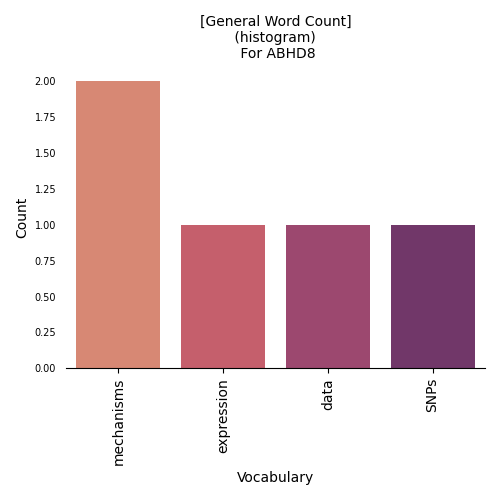 [General Word Count]
(histogram)
For ABHD8
2.00
1.75
1.50
1.25
1.00
0.75
0.50
0.25
0.00
Count
mechanisms
expression
data
SNPs
Vocabulary